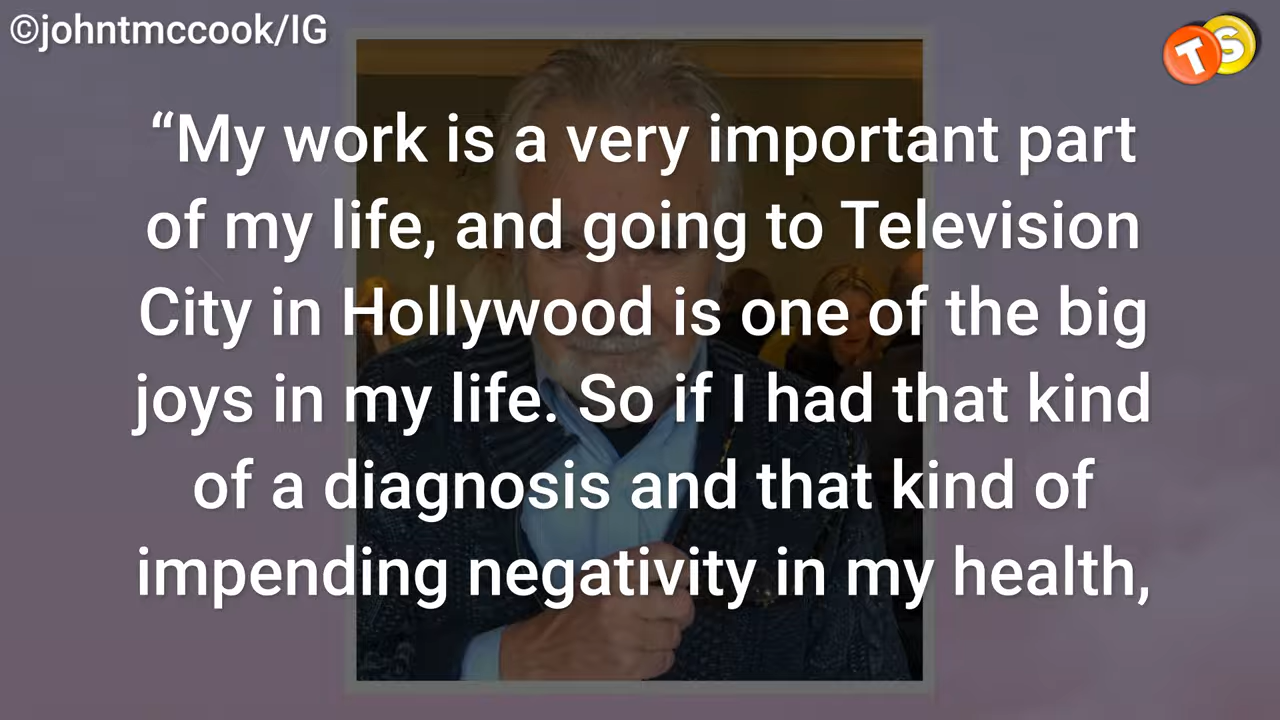 ©johntmccook/IG
TS
“My work is a very important part
of my life, and going to Television
City in Hollywood is one of the big
joys in my life. So if I had that kind
of a diagnosis and that kind of
impending negativity in my health,